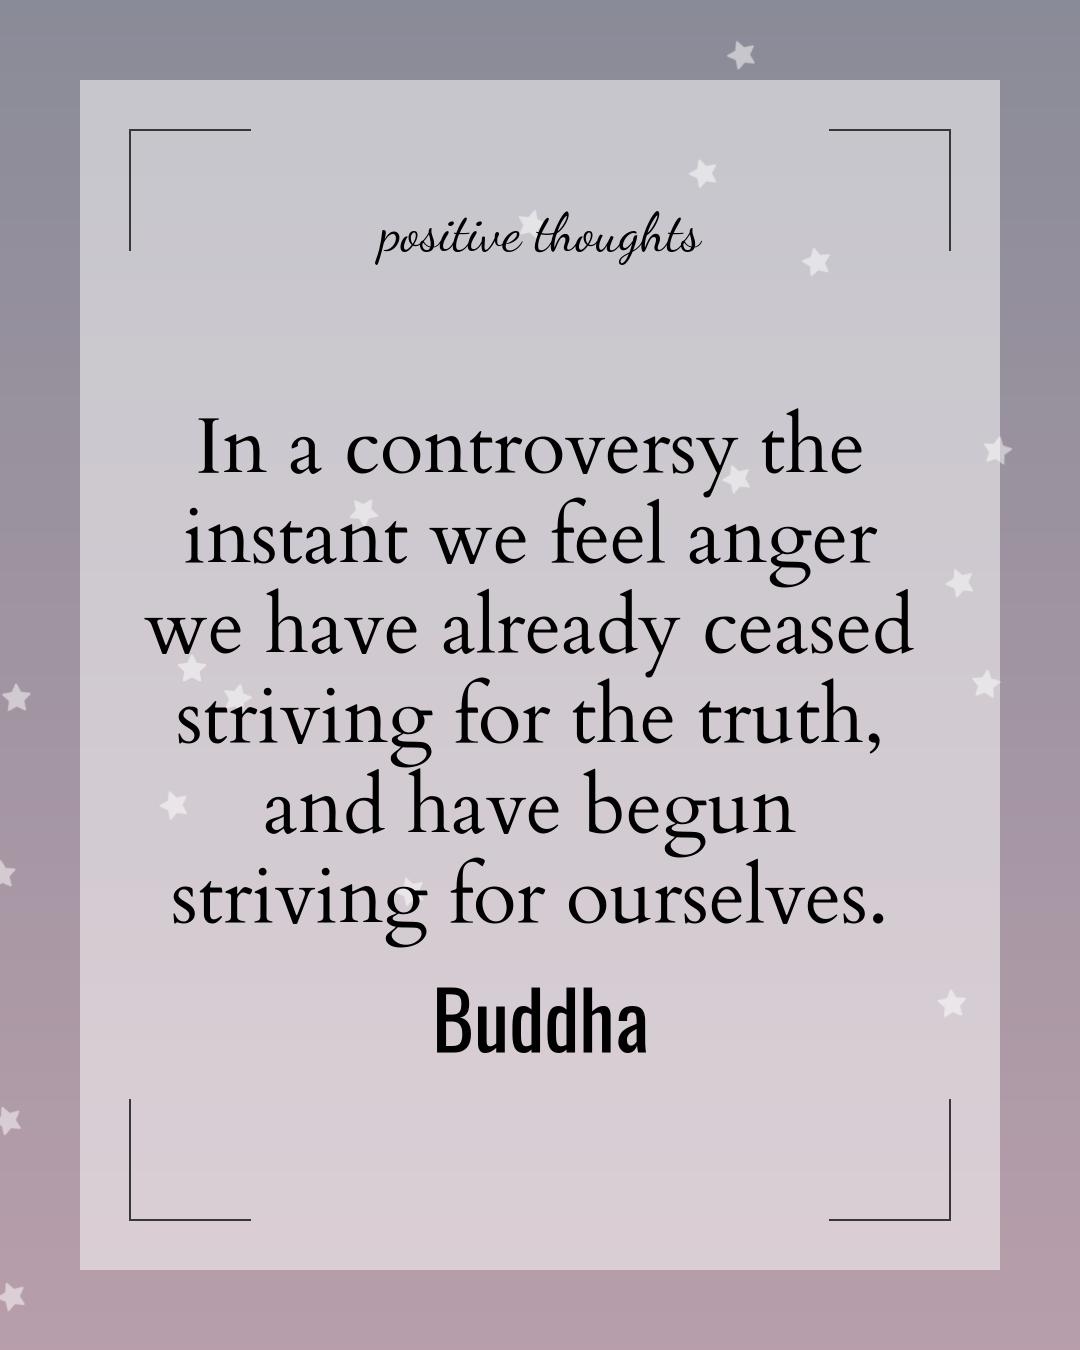 positive thoughts
In a controversy the
instant we feel anger
we have already ceased
striving for the truth,
and have begun
striving for ourselves.
Buddha